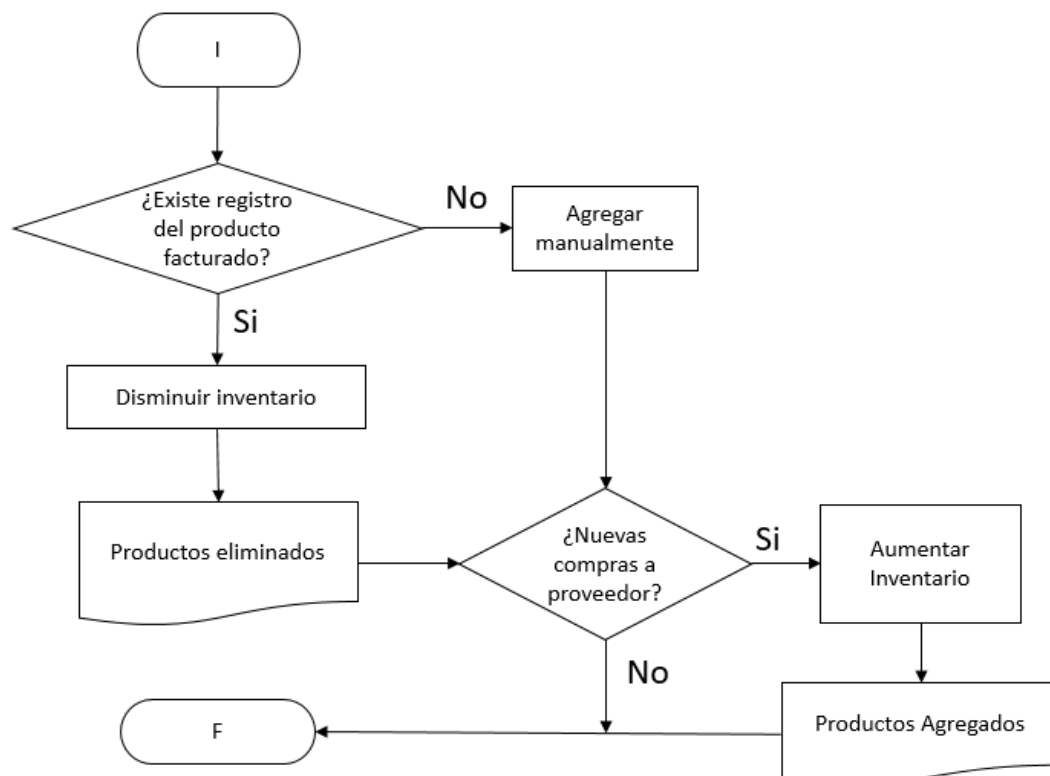 I
¿Existe registro
del producto
facturado?
No
Agregar
manualmente
Si
Disminuir inventario
Productos eliminados
¿Nuevas
compras a
proveedor?
Si
Aumentar
Inventario
No
Productos Agregados
F